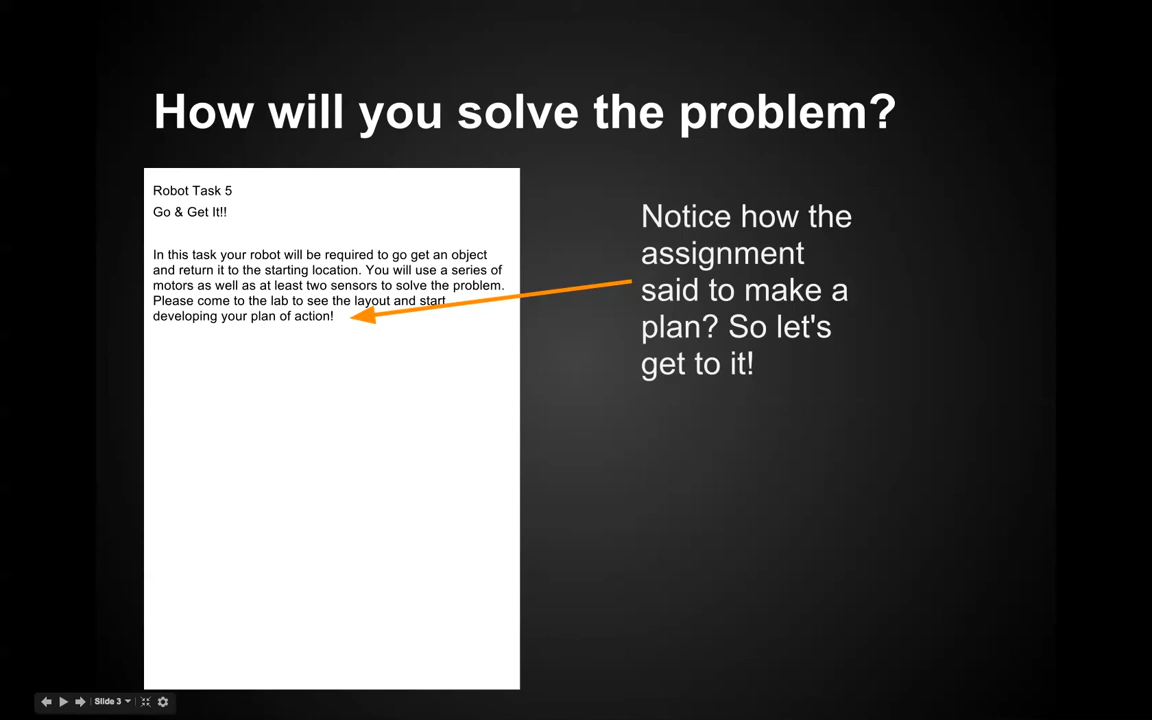 How will you solve the problem?
Robot Task 5
Go & Get It!!
In this task your robot will be required to go get an object
and return it to the starting location. You will use a series of
motors as well as at least two sensors to solve the problem.
Please come to the lab to see the layout and start
developing your plan of action!
Notice how the
assignment
said to make a
plan? So let's
get to it!
Slide 3